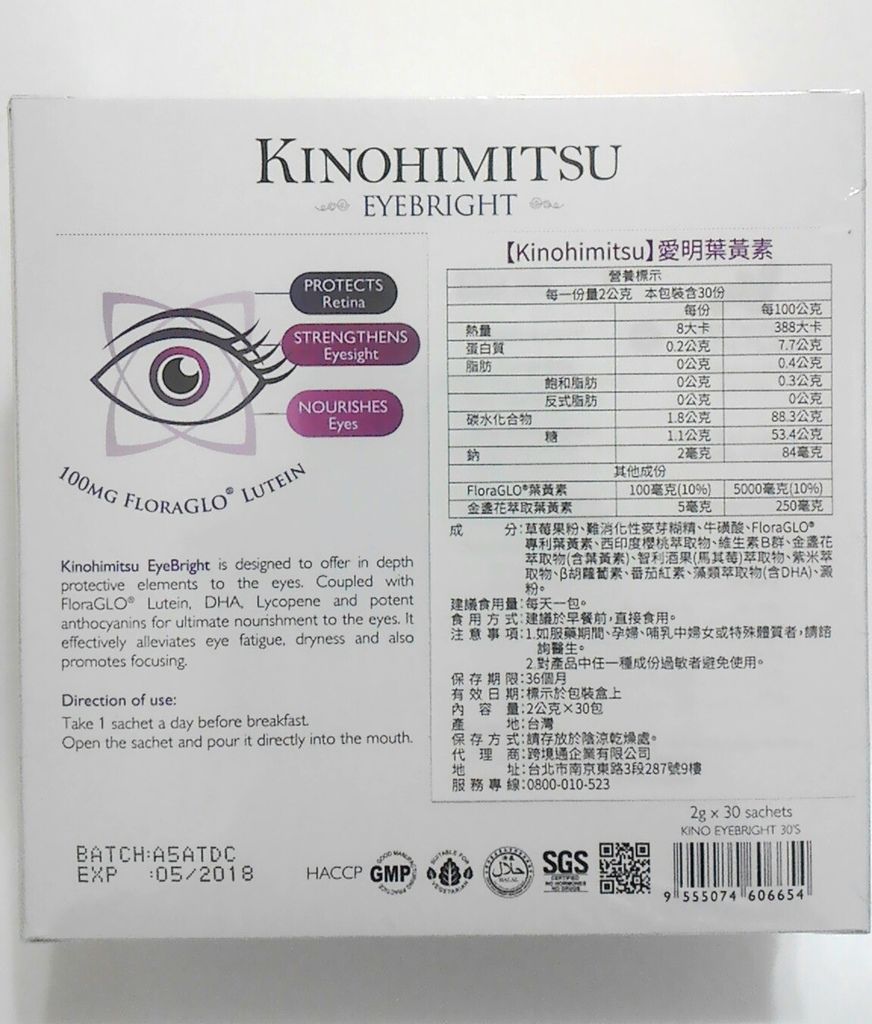 KINOHIMITSU
EYEBRIGHT
PROTECTS
Retina
STRENGTHENS
Eyesight
NOURISHES
Eyes
100MG FLORAGLO® LUTEIN
Kinohimitsu EyeBright is designed to offer in depth
protective elements to the eyes. Coupled with
FloraGLO® Lutein, DHA, Lycopene and potent
anthocyanins for ultimate nourishment to the eyes. It
effectively alleviates eye fatigue, dryness and also
promotes focusing.
Direction of use:
Take 1 sachet a day before breakfast.
Open the sachet and pour it directly into the mouth.
【Kinohimitsu】愛明葉黃素
營養標示
每一份量2公克 本包裝含30份
每份 每100公克
熱量 8大卡 388大卡
蛋白質 0.2公克 7.7公克
脂肪 0公克 0.4公克
飽和脂肪 0公克 0.3公克
反式脂肪 0公克 0公克
碳水化合物 1.8公克 88.3公克
糖 1.1公克 53.4公克
鈉 2毫克 84毫克
其他成份
FloraGLO®葉黃素 100毫克(10%) 5000毫克(10%)
金盞花萃取葉黃素 5毫克 250毫克
成分:草莓果粉、難消化性麥芽糊精、牛磺酸、FloraGLO®
專利葉黃素、西印度櫻桃萃取物、維生素B群、金盞花
萃取物(含葉黃素)、智利酒果(馬其莓)萃取物、紫米萃
取物、β胡蘿蔔素、番茄紅素、藻類萃取物(含DHA)、澱
粉。
建議食用量:每天一包。
食用方式:建議於早餐前,直接食用。
注意事項:1.如服藥期間、孕婦、哺乳中婦女或特殊體質者,請諮
詢醫生。
2.對產品中任一種成份過敏者避免使用。
保存期限:36個月
有效日期:標示於包裝盒上
內容量:2公克×30包
產地:台灣
保存方式:請存放於陰涼乾燥處。
代理商:跨境通企業有限公司
地址:台北市南京東路3段287號9樓
服務專線:0800-010-523
2g x 30 sachets
KINO EYEBRIGHT 30'S
BATCH:A5ATDC
EXP :05/2018
HACCP
GOOD MANUFACTURING PRACTICE
GMP
SUITABLE FOR
VEGETARIAN
حلال
HALAL
SGS
CERTIFIED
NO HORMONES
NO DRUGS
9 555074 606654